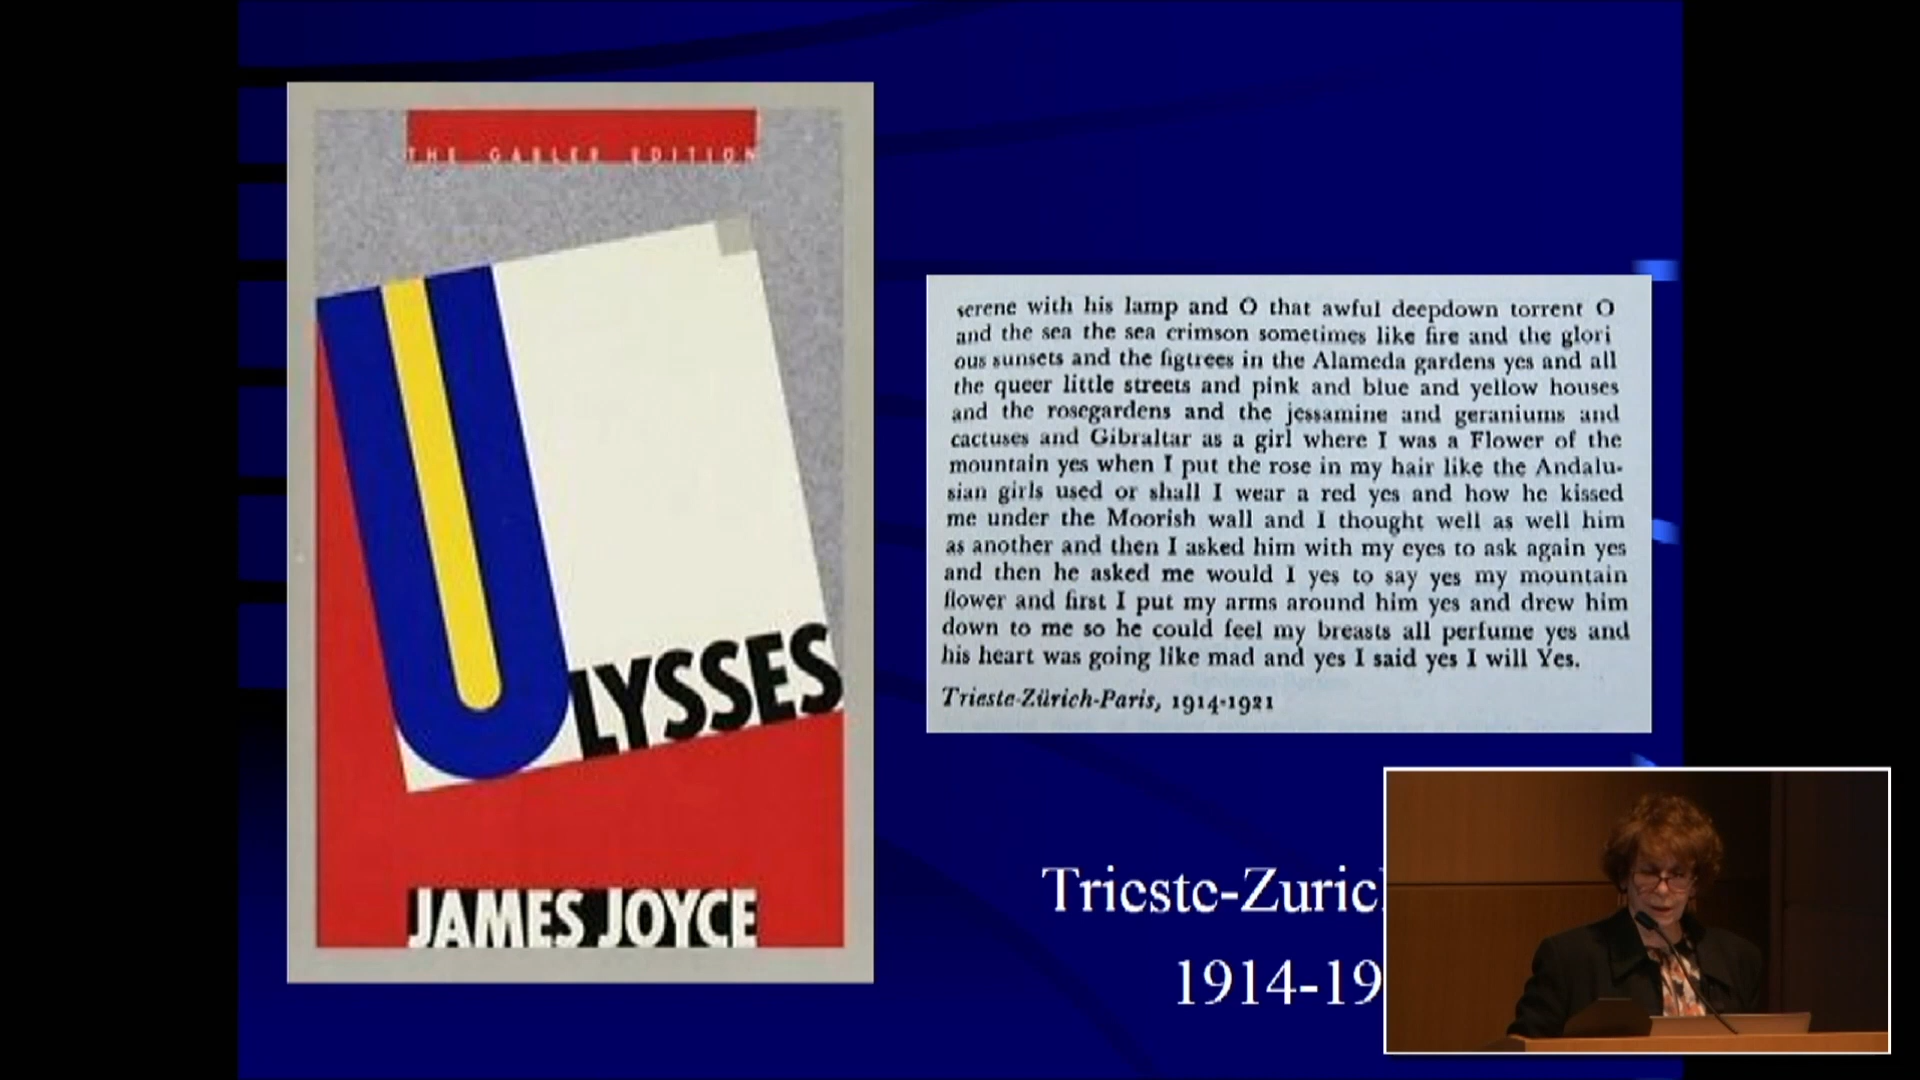 THE GABLER EDITION
ULYSSES
JAMES JOYCE
serene with his lamp and O that awful deepdown torrent O
and the sea the sea crimson sometimes like fire and the glori
ous sunsets and the figtrees in the Alameda gardens yes and all
the queer little streets and pink and blue and yellow houses
and the rosegardens and the jessamine and geraniums and
cactuses and Gibraltar as a girl where I was a Flower of the
mountain yes when I put the rose in my hair like the Andalu-
sian girls used or shall I wear a red yes and how he kissed
me under the Moorish wall and I thought well as well him
as another and then I asked him with my eyes to ask again yes
and then he asked me would I yes to say yes my mountain
flower and first I put my arms around him yes and drew him
down to me so he could feel my breasts all perfume yes and
his heart was going like mad and yes I said yes I will Yes.
Trieste-Zürich-Paris, 1914-1921
Trieste-Zuric
1914-19